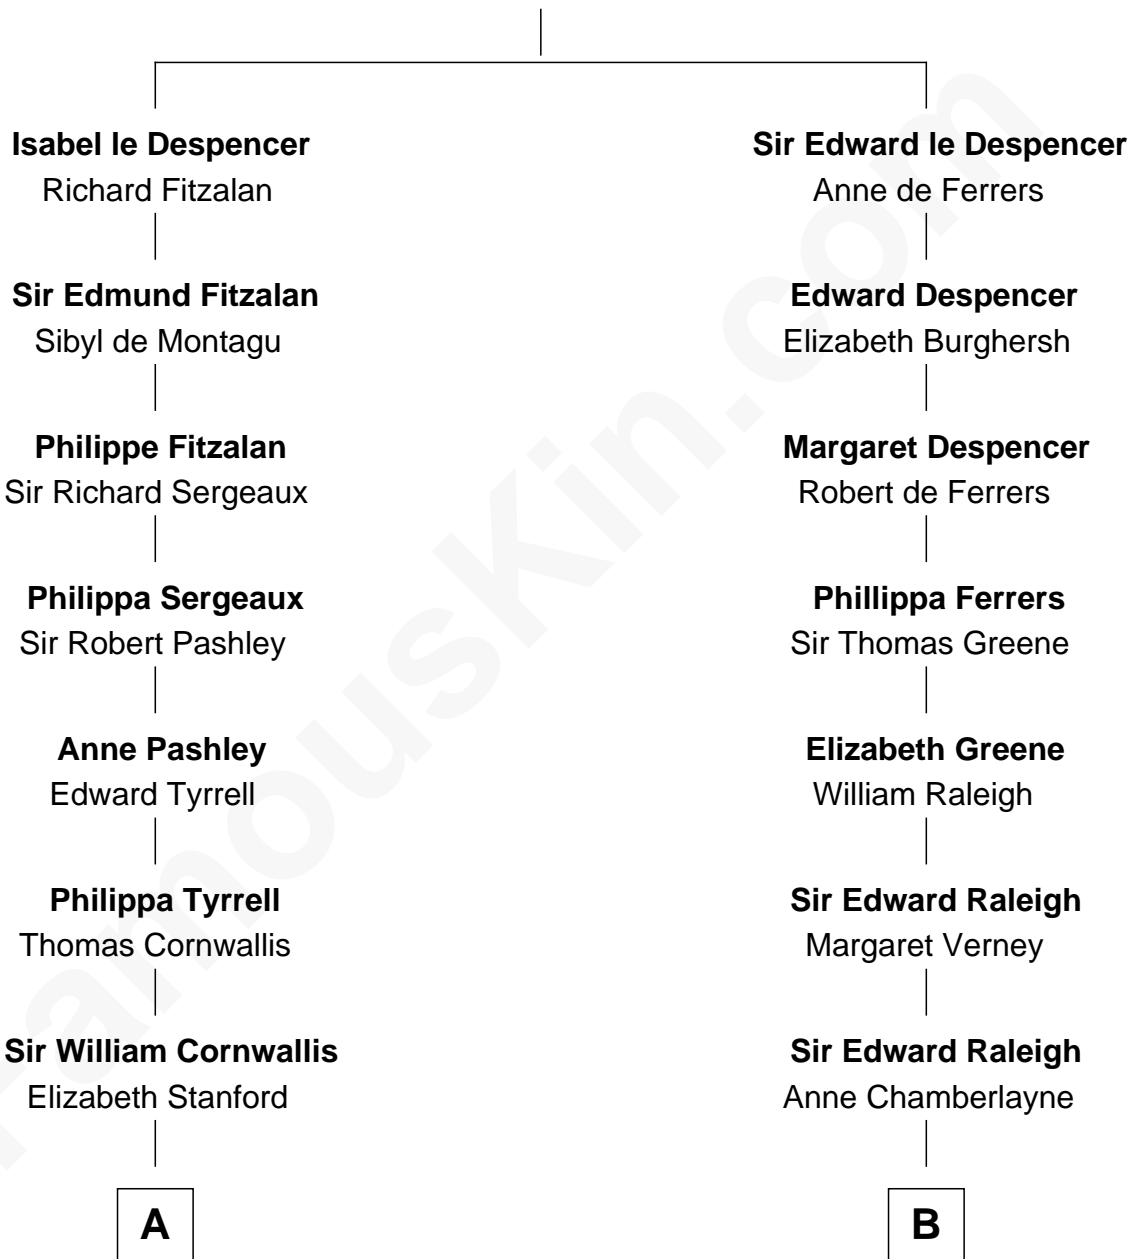 Isabel le Despencer
Richard Fitzalan
Sir Edmund Fitzalan
Sibyl de Montagu
Philippe Fitzalan
Sir Richard Sergeaux
Philippa Sergeaux
Sir Robert Pashley
Anne Pashley
Edward Tyrrell
Philippa Tyrrell
Thomas Cornwallis
Sir William Cornwallis
Elizabeth Stanford
A
Sir Edward le Despencer
Anne de Ferrers
Edward Despencer
Elizabeth Burghersh
Margaret Despencer
Robert de Ferrers
Phillippa Ferrers
Sir Thomas Greene
Elizabeth Greene
William Raleigh
Sir Edward Raleigh
Margaret Verney
Sir Edward Raleigh
Anne Chamberlayne
B
FamousKin.com